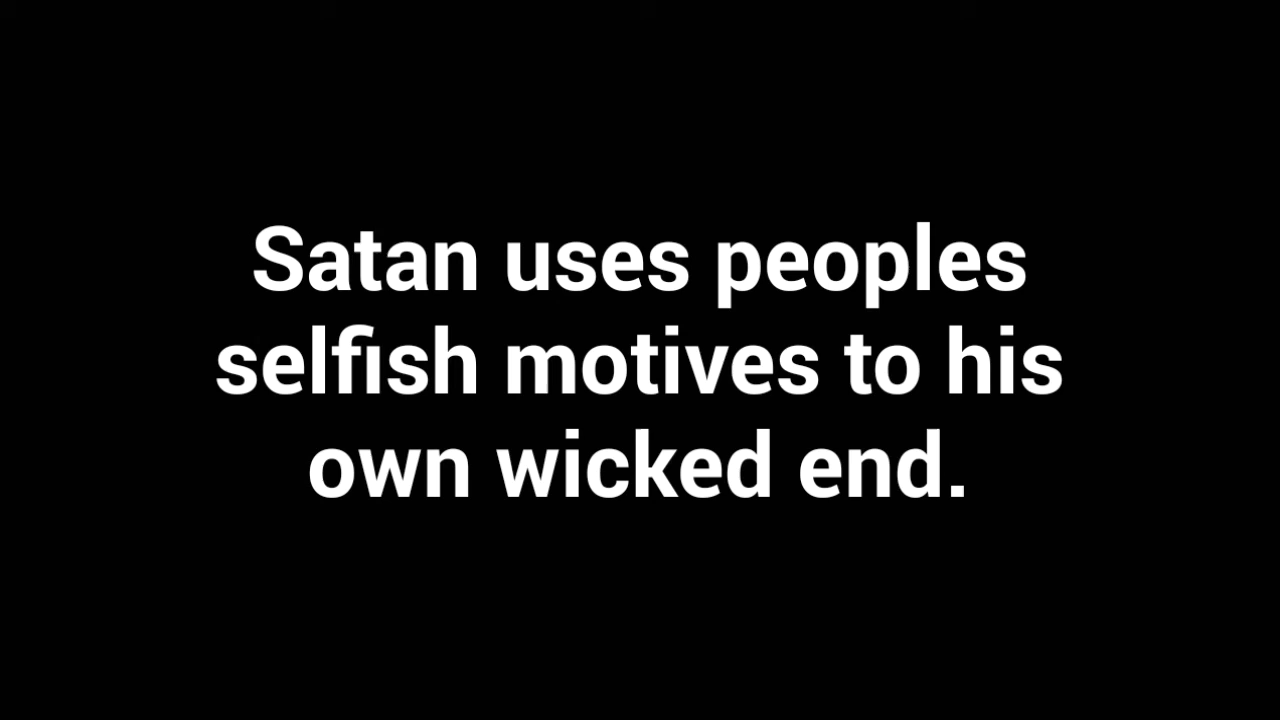 Satan uses peoples
selfish motives to his
own wicked end.